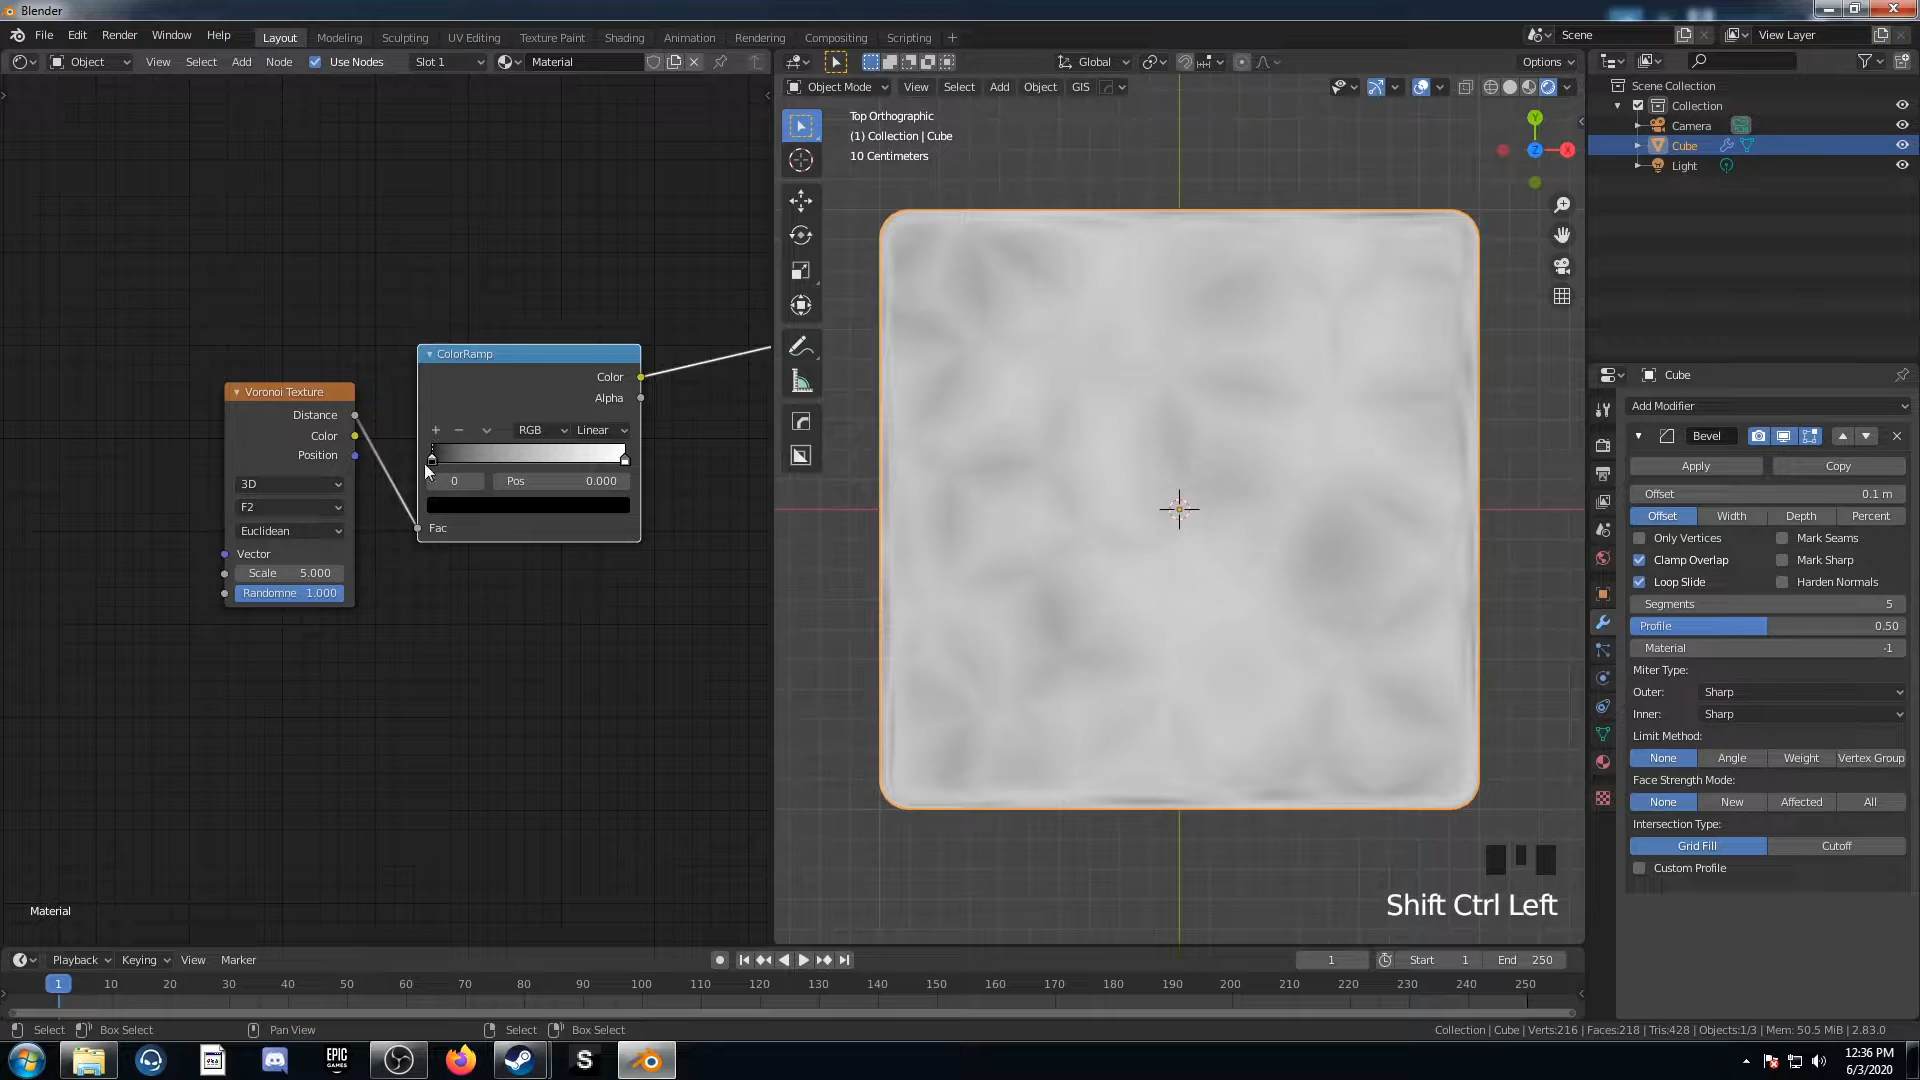 Blender
File Edit Render Window Help Layout Modeling Sculpting UV Editing Texture Paint Shading Animation Rendering Compositing Scripting + Scene View Layer
Object View Select Add Node Use Nodes Slot 1 Material Global Options
Object Mode View Select Add Object GIS
Top Orthographic
(1) Collection | Cube
10 Centimeters
Y
Z
X
Scene Collection
Collection
Camera
Cube
Light
ColorRamp
Color
Alpha
+ − RGB Linear
0 Pos 0.000
Fac
Voronoi Texture
Distance
Color
Position
3D
F2
Euclidean
Vector
Scale 5.000
Randomne 1.000
Material
Shift Ctrl Left
Cube
Add Modifier
Bevel
Apply Copy
Offset 0.1 m
Offset Width Depth Percent
Only Vertices Mark Seams
Clamp Overlap Mark Sharp
Loop Slide Harden Normals
Segments 5
Profile 0.50
Material -1
Miter Type:
Outer: Sharp
Inner: Sharp
Limit Method:
None Angle Weight Vertex Group
Face Strength Mode:
None New Affected All
Intersection Type:
Grid Fill Cutoff
Custom Profile
Playback Keying View Marker 1 Start 1 End 250
1 10 20 30 40 50 60 70 80 90 100 110 120 130 140 150 160 170 180 190 200 210 220 230 240 250
Select Box Select Pan View Select Box Select Collection | Cube | Verts:216 | Faces:218 | Tris:428 | Objects:1/3 | Mem: 50.5 MiB | 2.83.0
EPIC
GAMES
S
12:36 PM
6/3/2020